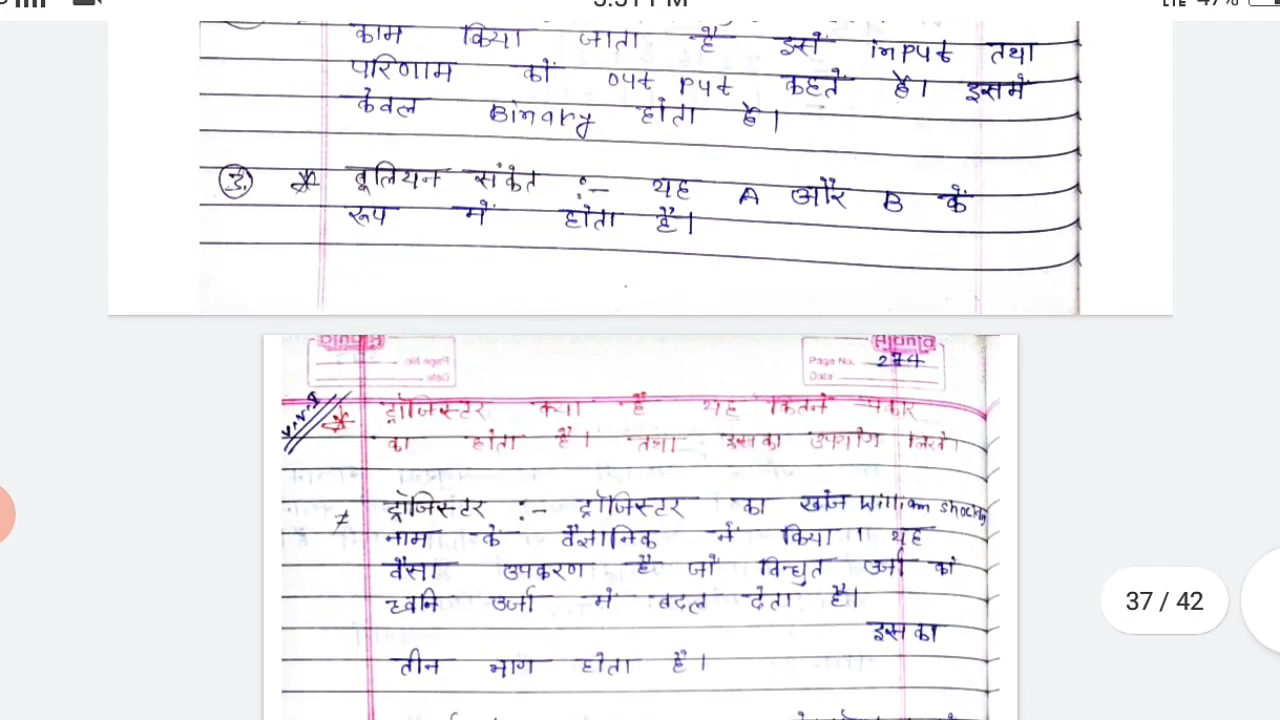 काम किया जाता है इसे input तथा
परिणाम को out put कहते हैं। इसमें
केवल Binary होता है।
3. * बूलियन संकेत :- यह A और B के
रूप में होता है।
Page No. 274
Date
v.v.I * ट्राँजिस्टर क्या है यह कितने प्रकार
का होता है। तथा इसका उपयोग लिखें।
≠ ट्राँजिस्टर :- ट्राँजिस्टर का खोज William shockley
नाम के वैज्ञानिक ने किया। यह
वैसा उपकरण है जो विन्धुत उर्जा को
ध्वनि उर्जा में बदल देता है।
इसका
तीन भाग होता है।
37 / 42